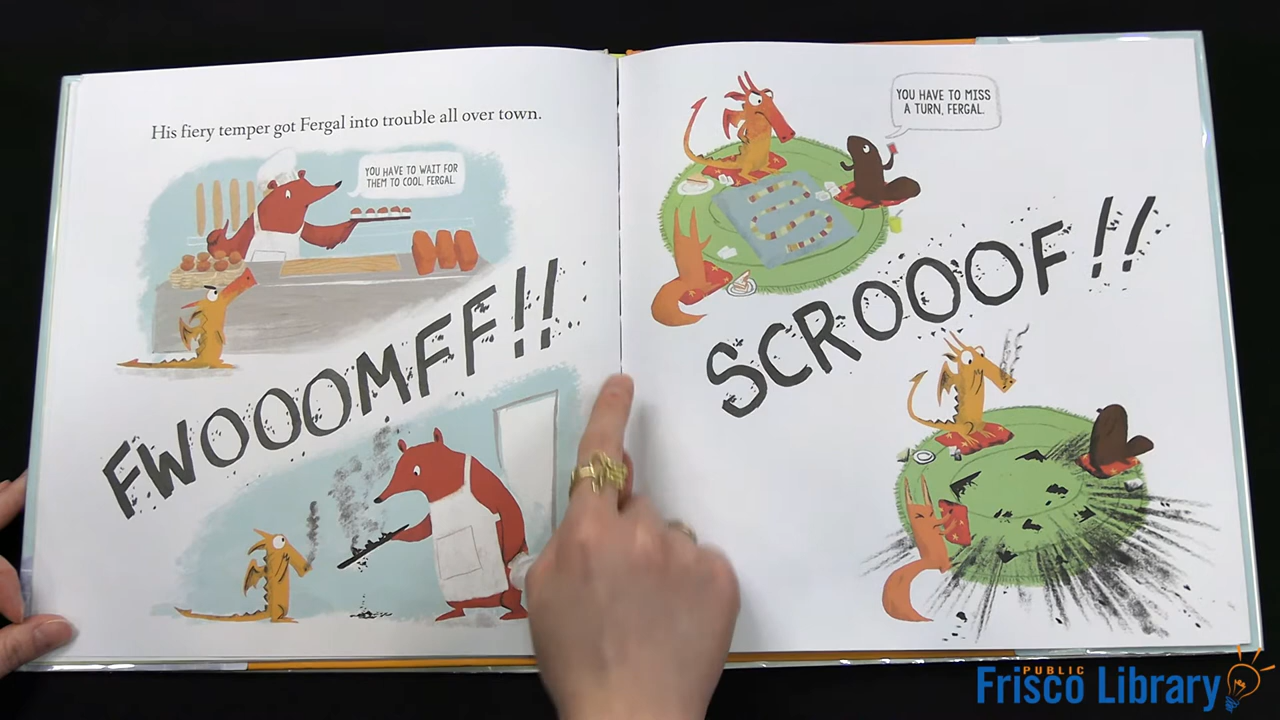 His fiery temper got Fergal into trouble all over town.
YOU HAVE TO WAIT FOR
THEM TO COOL, FERGAL.
FWOOOMFF!!
YOU HAVE TO MISS
A TURN, FERGAL.
SCROOOF!!
PUBLIC
Frisco Library